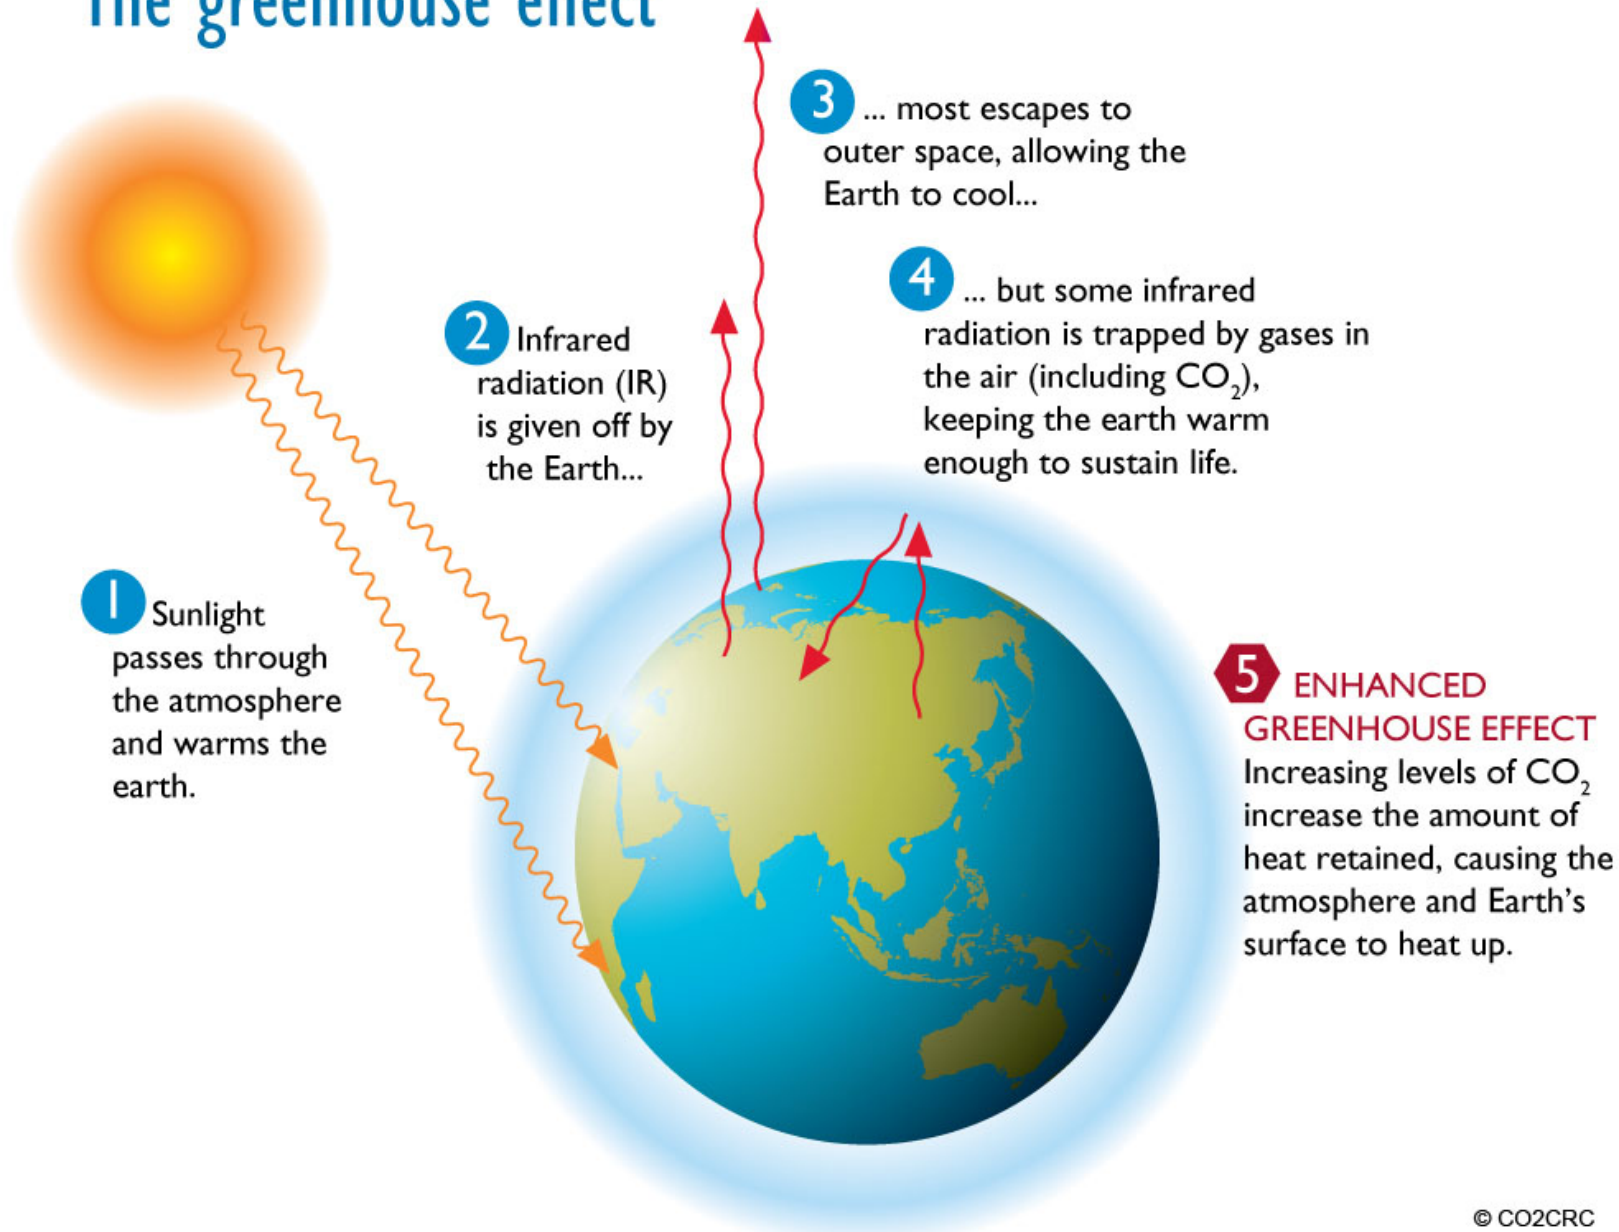 The greenhouse effect
1 Sunlight
passes through
the atmosphere
and warms the
earth.
2 Infrared
radiation (IR)
is given off by
the Earth...
3 ... most escapes to
outer space, allowing the
Earth to cool...
4 ... but some infrared
radiation is trapped by gases in
the air (including CO₂),
keeping the earth warm
enough to sustain life.
5 ENHANCED
GREENHOUSE EFFECT
Increasing levels of CO₂
increase the amount of
heat retained, causing the
atmosphere and Earth's
surface to heat up.
© CO2CRC